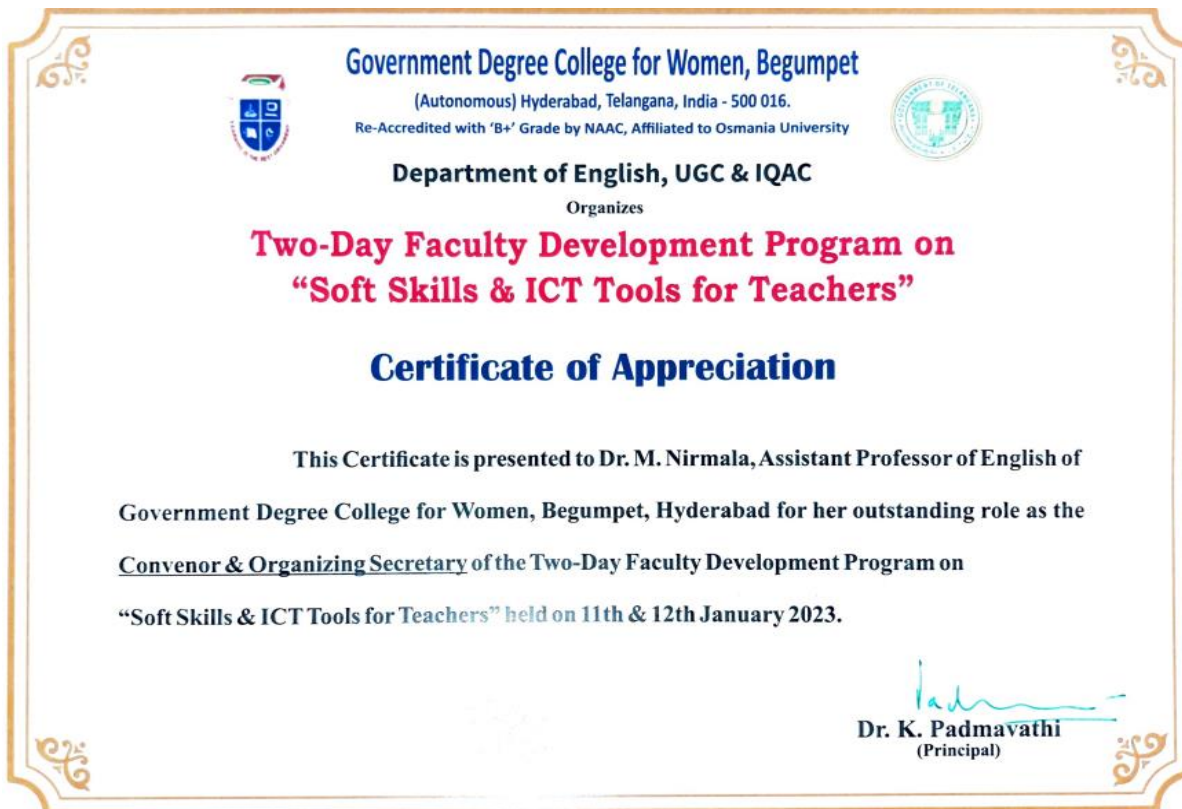 Government Degree College for Women, Begumpet
(Autonomous) Hyderabad, Telangana, India - 500 016.
Re-Accredited with ‘B+’ Grade by NAAC, Affiliated to Osmania University
Department of English, UGC & IQAC
Organizes
Two-Day Faculty Development Program on
“Soft Skills & ICT Tools for Teachers”
Certificate of Appreciation
This Certificate is presented to Dr. M. Nirmala, Assistant Professor of English of
Government Degree College for Women, Begumpet, Hyderabad for her outstanding role as the
Convenor & Organizing Secretary of the Two-Day Faculty Development Program on
“Soft Skills & ICT Tools for Teachers” held on 11th & 12th January 2023.
Dr. K. Padmavathi
(Principal)